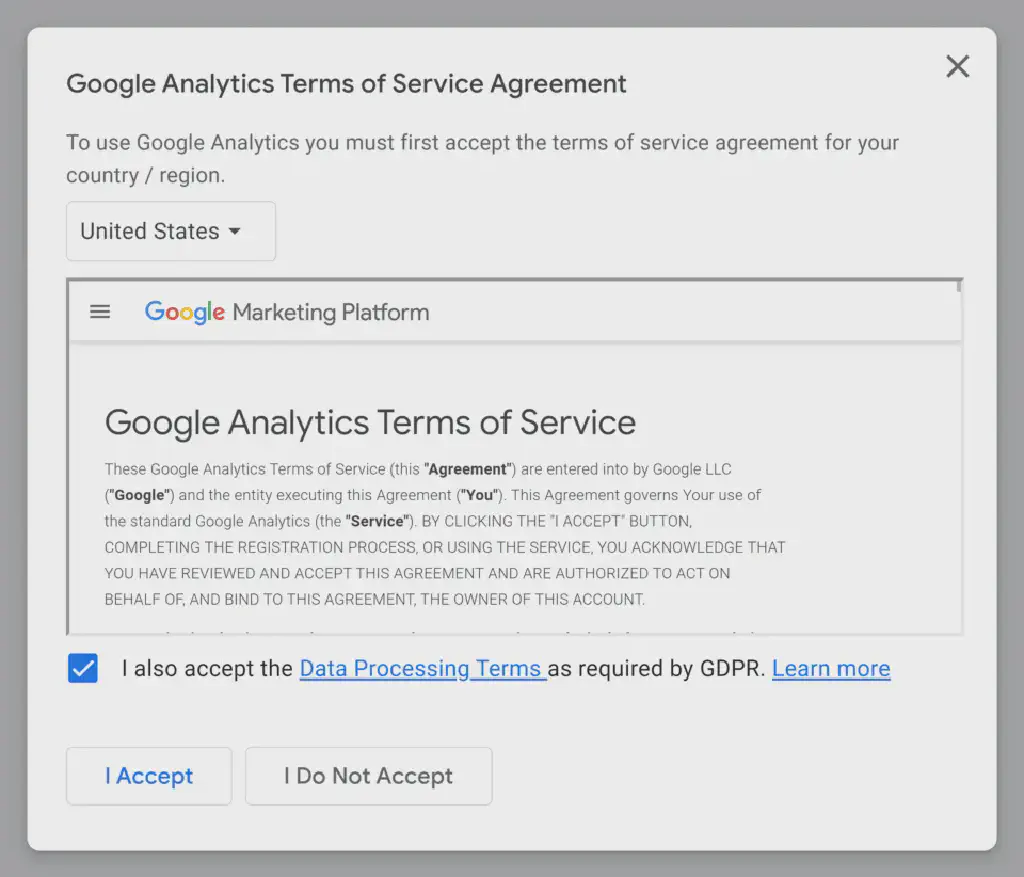 Google Analytics Terms of Service Agreement
To use Google Analytics you must first accept the terms of service agreement for your
country / region.
United States
Google Marketing Platform
Google Analytics Terms of Service
These Google Analytics Terms of Service (this "Agreement") are entered into by Google LLC
("Google") and the entity executing this Agreement ("You"). This Agreement governs Your use of
the standard Google Analytics (the "Service"). BY CLICKING THE "I ACCEPT" BUTTON,
COMPLETING THE REGISTRATION PROCESS, OR USING THE SERVICE, YOU ACKNOWLEDGE THAT
YOU HAVE REVIEWED AND ACCEPT THIS AGREEMENT AND ARE AUTHORIZED TO ACT ON
BEHALF OF, AND BIND TO THIS AGREEMENT, THE OWNER OF THIS ACCOUNT.
I also accept the Data Processing Terms as required by GDPR. Learn more
I Accept
I Do Not Accept